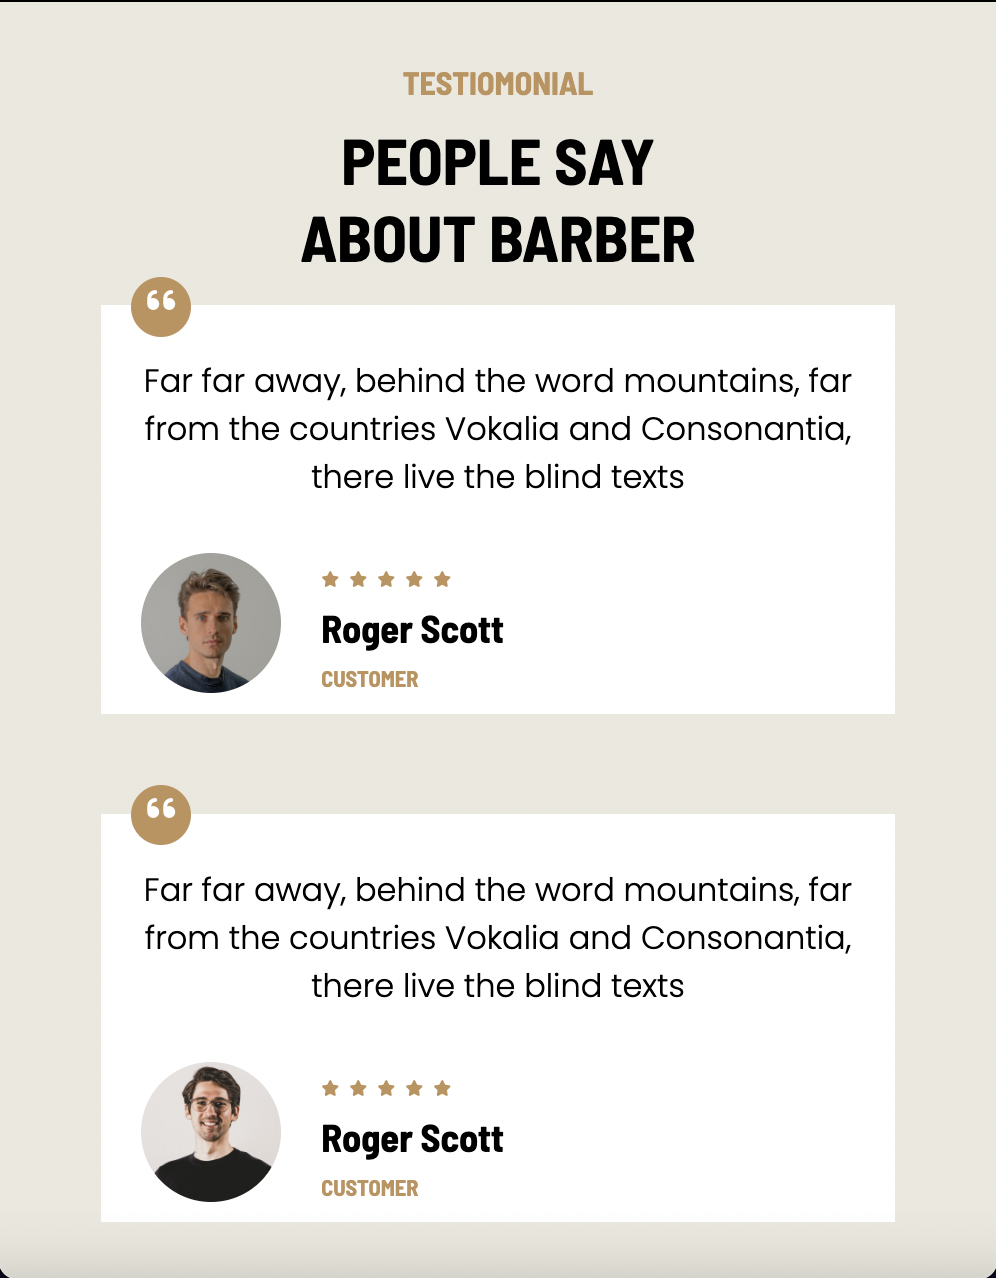 TESTIOMONIAL
PEOPLE SAY
ABOUT BARBER
“
Far far away, behind the word mountains, far
from the countries Vokalia and Consonantia,
there live the blind texts
Roger Scott
CUSTOMER
“
Far far away, behind the word mountains, far
from the countries Vokalia and Consonantia,
there live the blind texts
Roger Scott
CUSTOMER